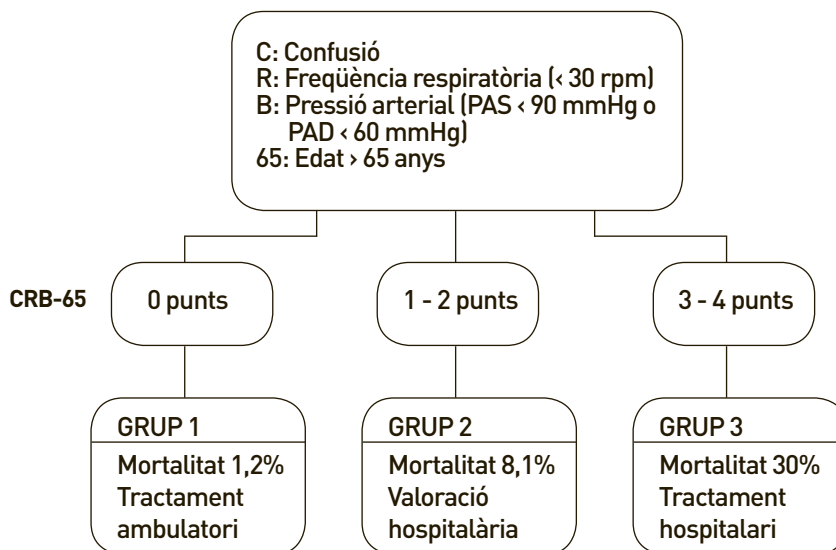 C: Confusió
R: Freqüència respiratòria (< 30 rpm)
B: Pressió arterial (PAS < 90 mmHg o
PAD < 60 mmHg)
65: Edat > 65 anys
CRB-65
0 punts
1 - 2 punts
3 - 4 punts
GRUP 1
Mortalitat 1,2%
Tractament
ambulatori
GRUP 2
Mortalitat 8,1%
Valoració
hospitalària
GRUP 3
Mortalitat 30%
Tractament
hospitalari